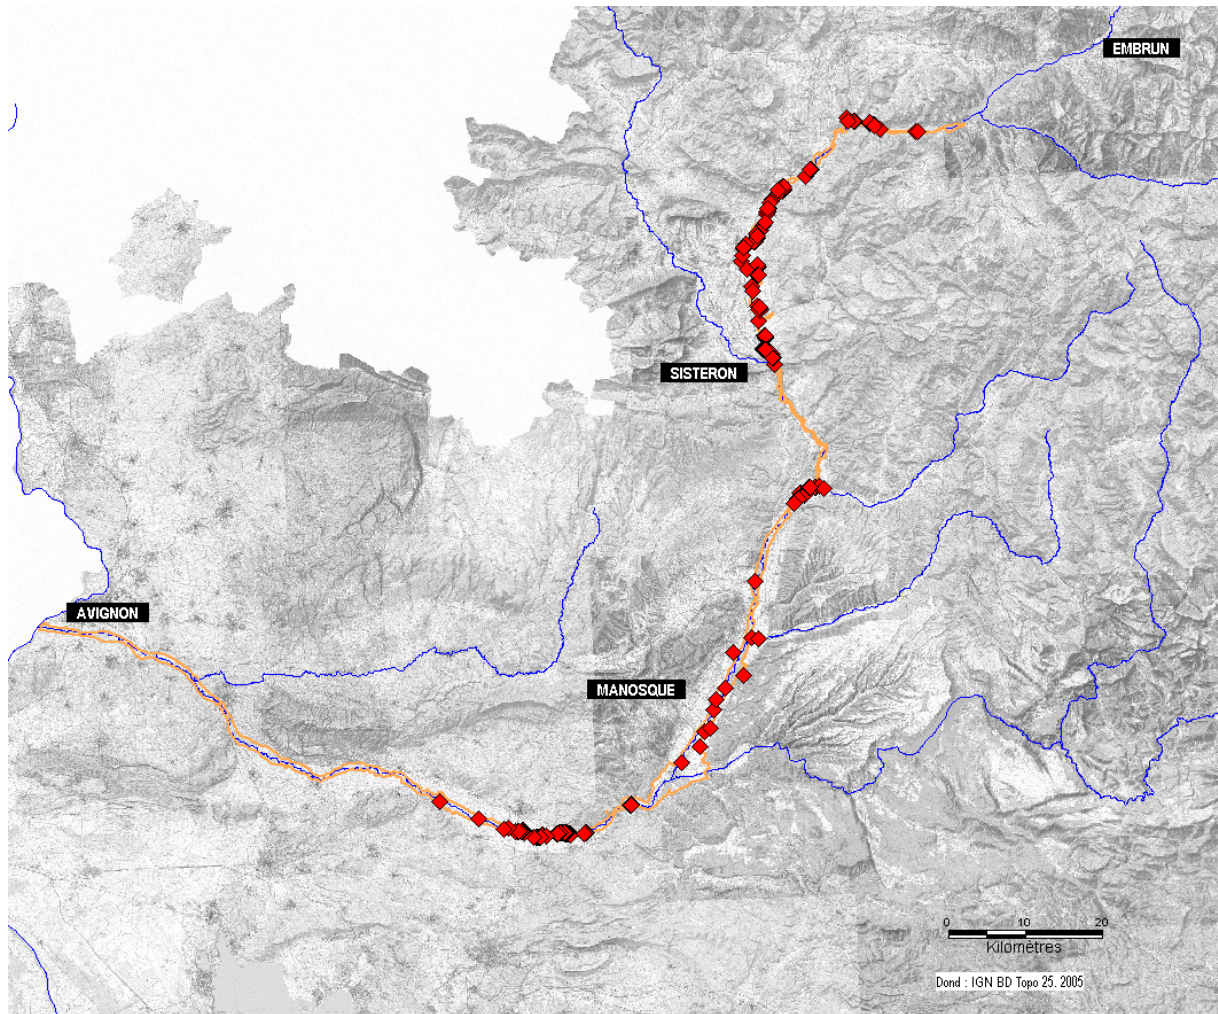 EMBRUN
SISTERON
AVIGNON
MANOSQUE
0 10 20
Kilomètres
Dond : IGN BD Topo 25. 2005